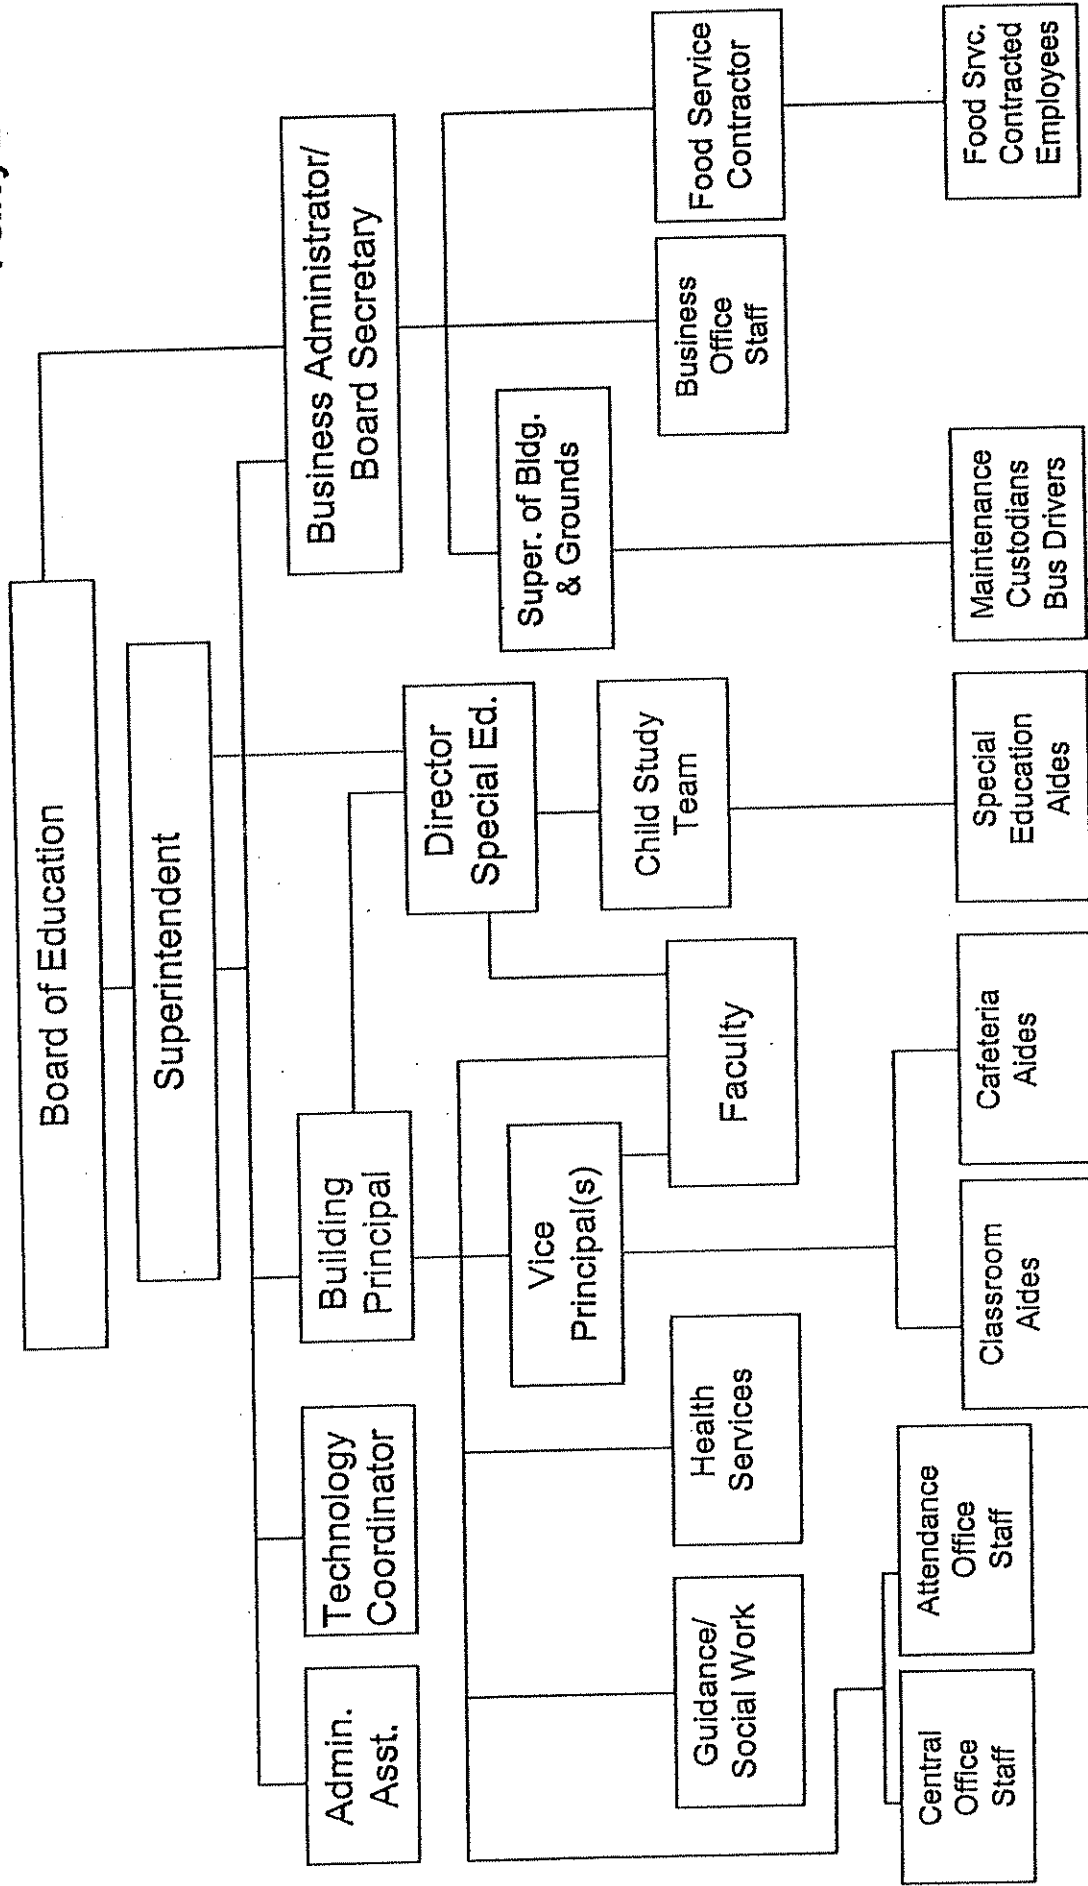 Board of Education
Superintendent
Business Administrator/
Board Secretary
Admin.
Asst.
Technology
Coordinator
Building
Principal
Director
Special Ed.
Super. of Bldg.
& Grounds
Vice
Principal(s)
Child Study
Team
Business
Office
Staff
Food Service
Contractor
Guidance/
Social Work
Health
Services
Faculty
Central
Office
Staff
Attendance
Office
Staff
Classroom
Aides
Cafeteria
Aides
Special
Education
Aides
Maintenance
Custodians
Bus Drivers
Food Srvc.
Contracted
Employees